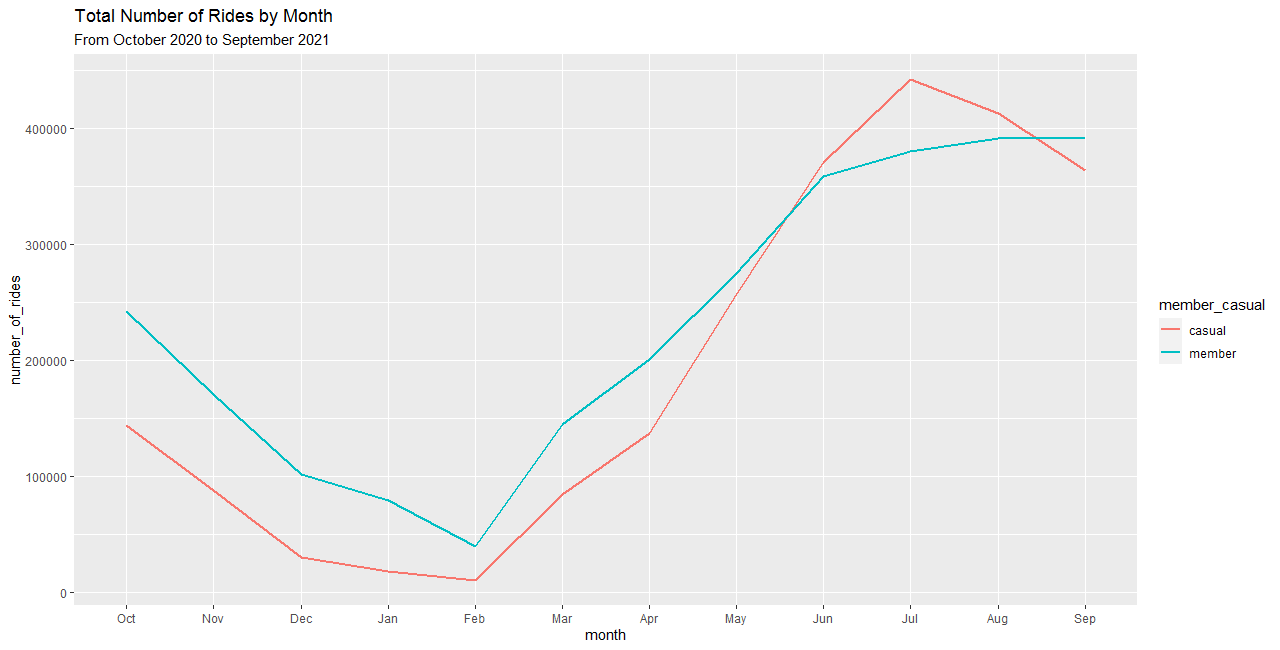 Total Number of Rides by Month
From October 2020 to September 2021
number_of_rides
400000
300000
200000
100000
0
Oct Nov Dec Jan Feb Mar Apr May Jun Jul Aug Sep
month
member_casual
casual
member